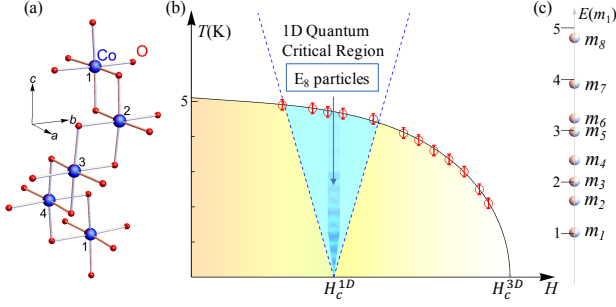 (a)
Co
O
1
2
3
4
1
c
b
a
(b)
T(K)
1D Quantum
Critical Region
E₈ particles
5
H_c^{1D}
H_c^{3D}
H
(c)
E(m₁)
5
m₈
4
m₇
m₆
3
m₅
m₄
2
m₃
m₂
1
m₁